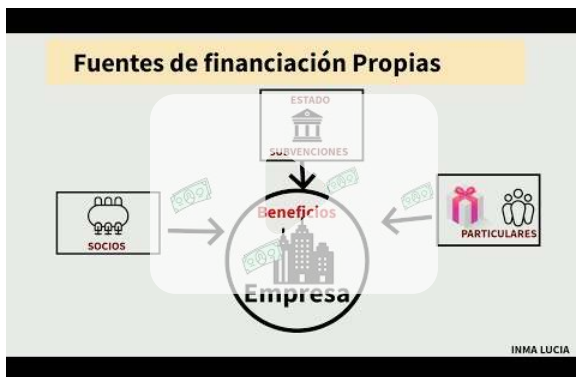 Fuentes de financiación Propias
ESTADO
SUBVENCIONES
Beneficios
SOCIOS
PARTICULARES
Empresa
INMA LUCIA